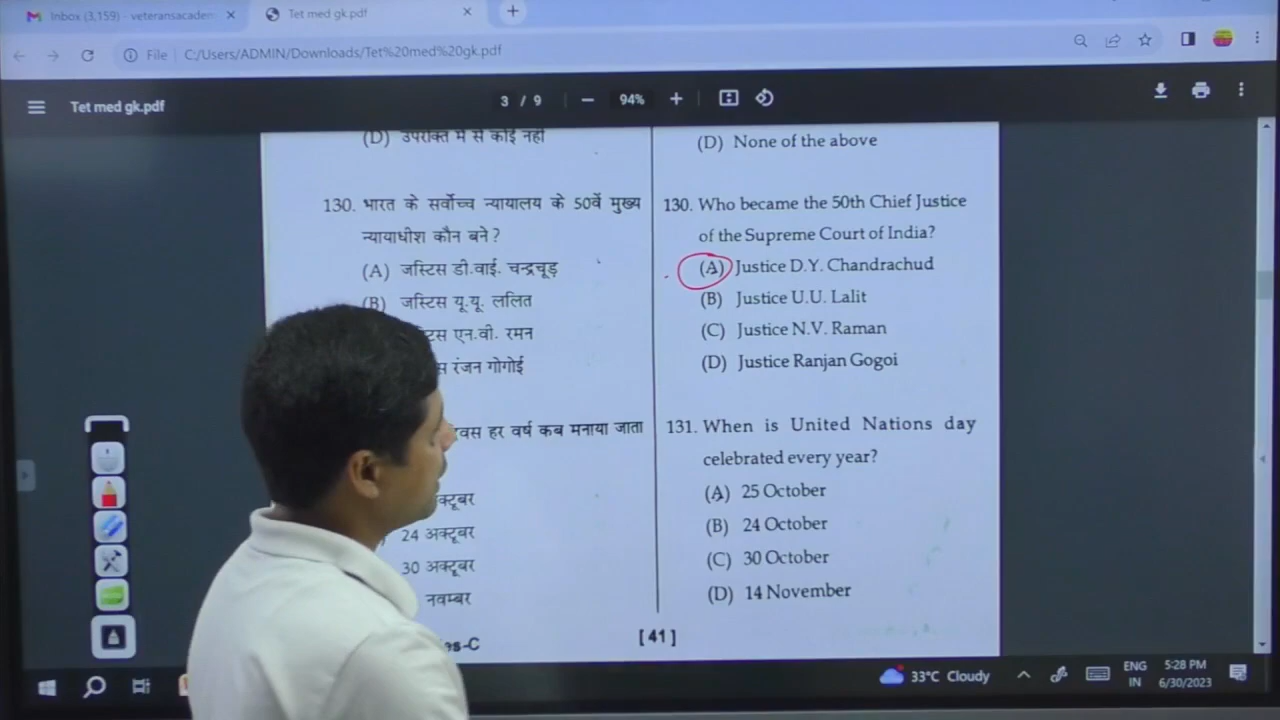 Inbox (3,159) - veteransacadem
Tet med gk.pdf
File
C:/Users/ADMIN/Downloads/Tet%20med%20gk.pdf
Tet med gk.pdf
3 / 9
94%
(D) उपरोक्त में से कोई नहीं
130. भारत के सर्वोच्च न्यायालय के 50वें मुख्य
न्यायाधीश कौन बने?
(A) जस्टिस डी.वाई. चन्द्रचूड़
(B) जस्टिस यू.यू. ललित
टिस एन.वी. रमन
स रंजन गोगोई
वस हर वर्ष कब मनाया जाता
क्टूबर
24 अक्टूबर
30 अक्टूबर
नवम्बर
es-C
(D) None of the above
130. Who became the 50th Chief Justice
of the Supreme Court of India?
(A) Justice D.Y. Chandrachud
(B) Justice U.U. Lalit
(C) Justice N.V. Raman
(D) Justice Ranjan Gogoi
131. When is United Nations day
celebrated every year?
(A) 25 October
(B) 24 October
(C) 30 October
(D) 14 November
[41]
33°C Cloudy
ENG
IN
5:28 PM
6/30/2023